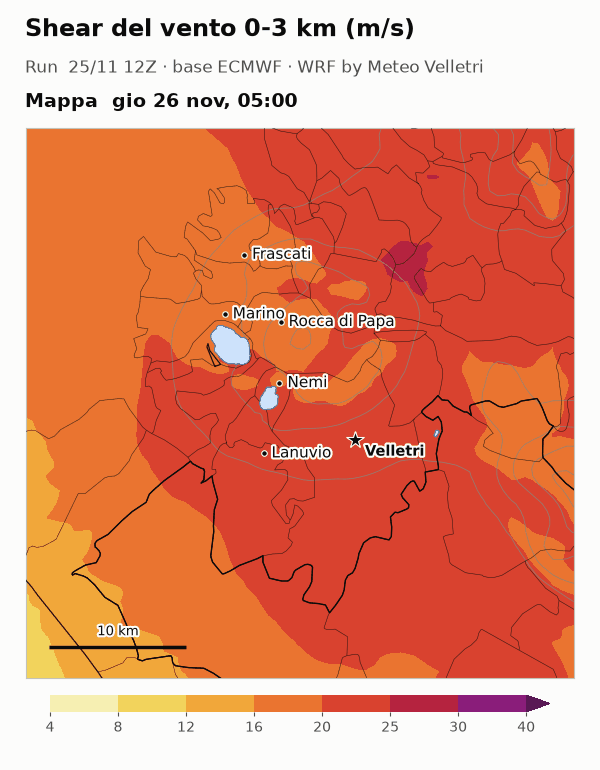 Shear del vento 0-3 km (m/s)
Run  25/11 12Z · base ECMWF · WRF by Meteo Velletri
Mappa  gio 26 nov, 05:00
Frascati
Marino
Rocca di Papa
Nemi
Velletri
Lanuvio
10 km
4 8 12 16 20 25 30 40